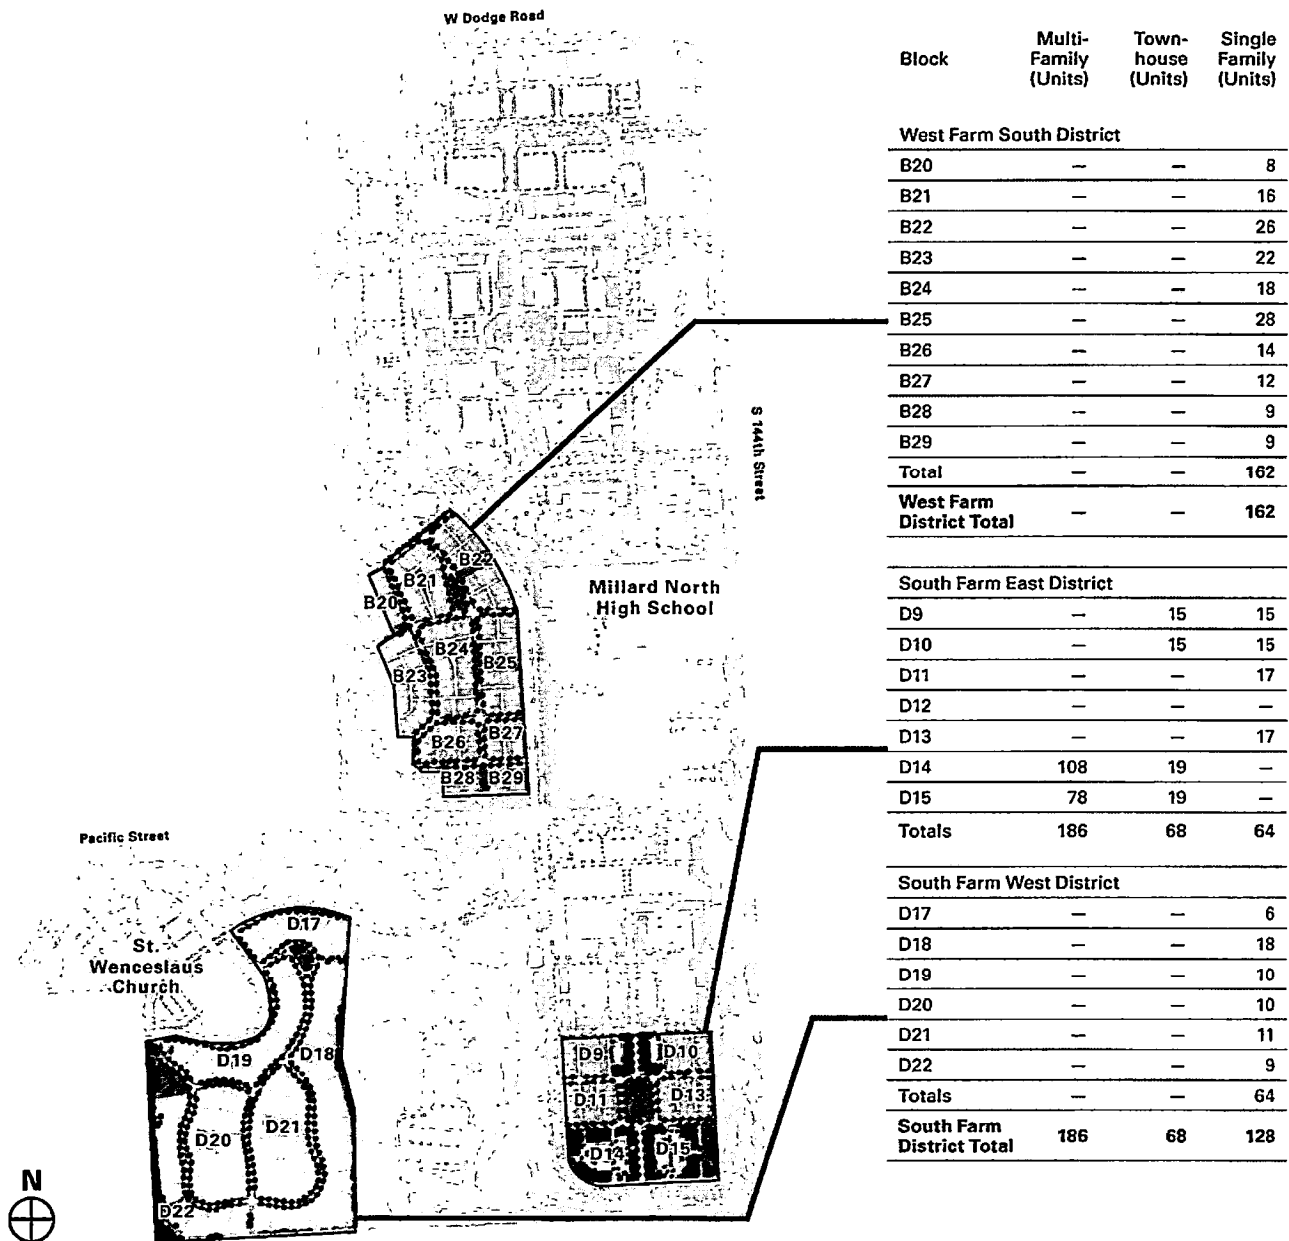 W Dodge Road
S 144th Street
B22
B21
B20
B24
B25
B23
B27
B26
B28
B29
Millard North
High School
Pacific Street
St.
Wenceslaus
Church
D17
D19
D18
D20
D21
D22
D9
D10
D11
D13
D14
D15
N
Block Multi-Family (Units) Town-house (Units) Single Family (Units)
West Farm South District
B20 — — 8
B21 — — 16
B22 — — 26
B23 — — 22
B24 — — 18
B25 — — 28
B26 — — 14
B27 — — 12
B28 — — 9
B29 — — 9
Total — — 162
West Farm
District Total — — 162
South Farm East District
D9 — 15 15
D10 — 15 15
D11 — — 17
D12 — — —
D13 — — 17
D14 108 19 —
D15 78 19 —
Totals 186 68 64
South Farm West District
D17 — — 6
D18 — — 18
D19 — — 10
D20 — — 10
D21 — — 11
D22 — — 9
Totals — — 64
South Farm
District Total 186 68 128